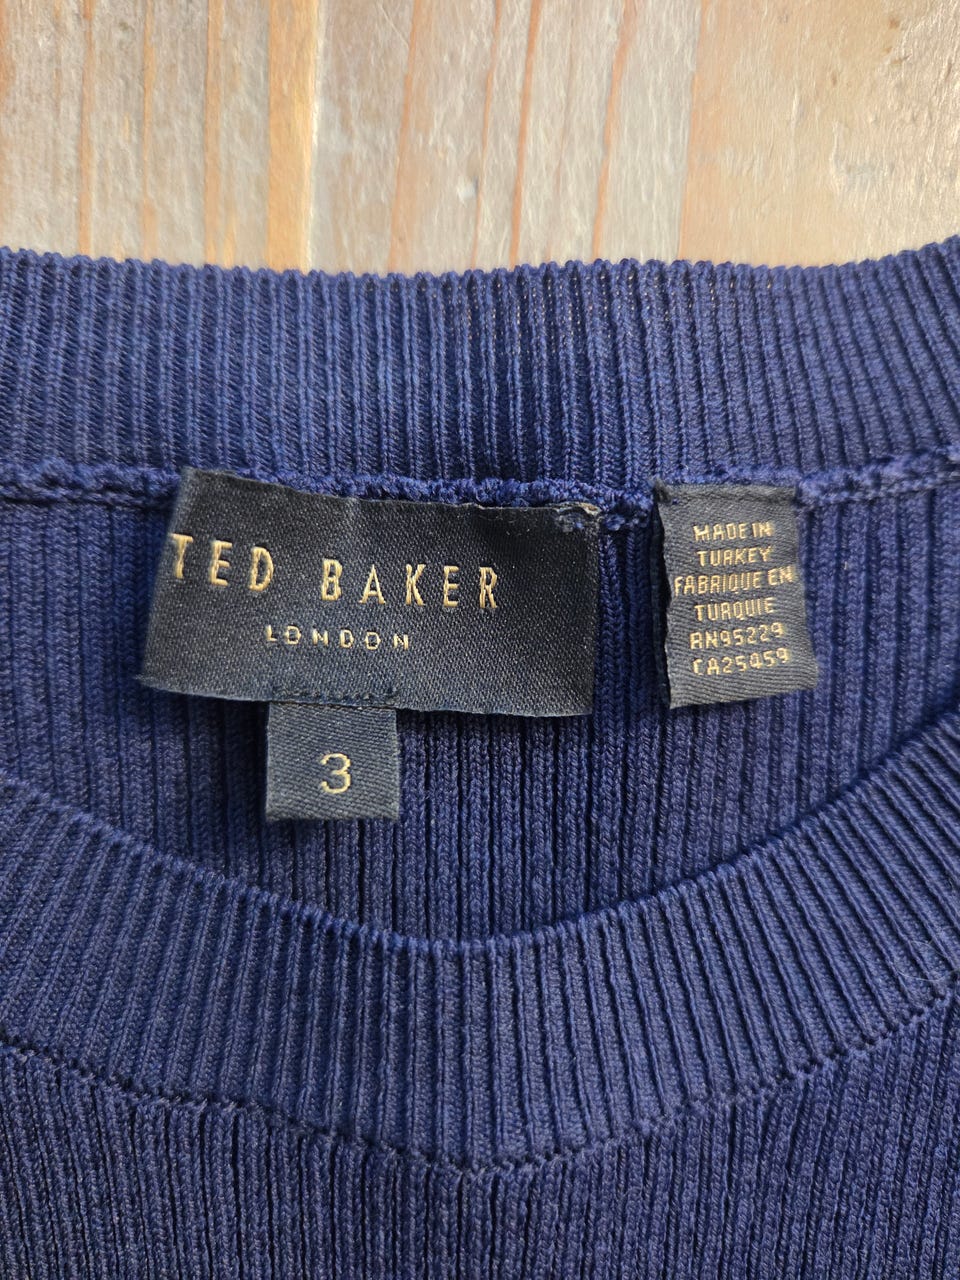 TED BAKER
LONDON
3
MADE IN
TURKEY
FABRIQUE EN
TURQUIE
RN95229
CA25459